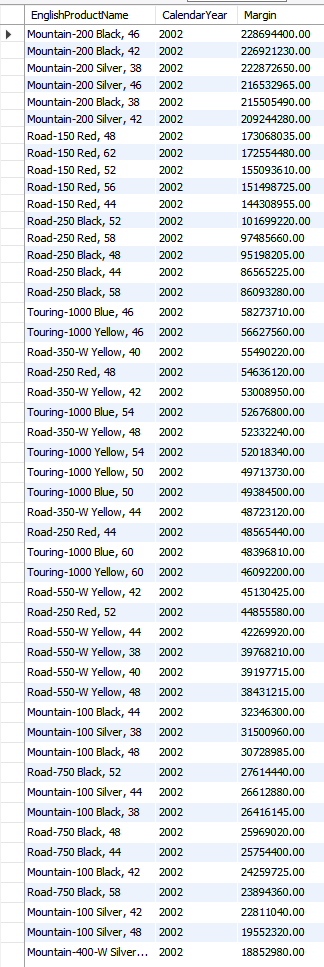 EnglishProductName CalendarYear Margin
Mountain-200 Black, 46 2002 228694400.00
Mountain-200 Black, 42 2002 226921230.00
Mountain-200 Silver, 38 2002 222872650.00
Mountain-200 Silver, 46 2002 216532965.00
Mountain-200 Black, 38 2002 215505490.00
Mountain-200 Silver, 42 2002 209244280.00
Road-150 Red, 48 2002 173068035.00
Road-150 Red, 62 2002 172554480.00
Road-150 Red, 52 2002 155093610.00
Road-150 Red, 56 2002 151498725.00
Road-150 Red, 44 2002 144308955.00
Road-250 Black, 52 2002 101699220.00
Road-250 Red, 58 2002 97485660.00
Road-250 Black, 48 2002 95198205.00
Road-250 Black, 44 2002 86565225.00
Road-250 Black, 58 2002 86093280.00
Touring-1000 Blue, 46 2002 58273710.00
Touring-1000 Yellow, 46 2002 56627560.00
Road-350-W Yellow, 40 2002 55490220.00
Road-250 Red, 48 2002 54636120.00
Road-350-W Yellow, 42 2002 53008950.00
Touring-1000 Blue, 54 2002 52676800.00
Road-350-W Yellow, 48 2002 52332240.00
Touring-1000 Yellow, 54 2002 52018340.00
Touring-1000 Yellow, 50 2002 49713730.00
Touring-1000 Blue, 50 2002 49384500.00
Road-350-W Yellow, 44 2002 48723120.00
Road-250 Red, 44 2002 48565440.00
Touring-1000 Blue, 60 2002 48396810.00
Touring-1000 Yellow, 60 2002 46092200.00
Road-550-W Yellow, 42 2002 45130425.00
Road-250 Red, 52 2002 44855580.00
Road-550-W Yellow, 44 2002 42269920.00
Road-550-W Yellow, 38 2002 39768210.00
Road-550-W Yellow, 40 2002 39197715.00
Road-550-W Yellow, 48 2002 38431215.00
Mountain-100 Black, 44 2002 32346300.00
Mountain-100 Silver, 38 2002 31500960.00
Mountain-100 Black, 48 2002 30728985.00
Road-750 Black, 52 2002 27614440.00
Mountain-100 Silver, 44 2002 26612880.00
Mountain-100 Black, 38 2002 26416145.00
Road-750 Black, 48 2002 25969020.00
Road-750 Black, 44 2002 25754400.00
Mountain-100 Black, 42 2002 24259725.00
Road-750 Black, 58 2002 23894360.00
Mountain-100 Silver, 42 2002 22811040.00
Mountain-100 Silver, 48 2002 19552320.00
Mountain-400-W Silver... 2002 18852980.00